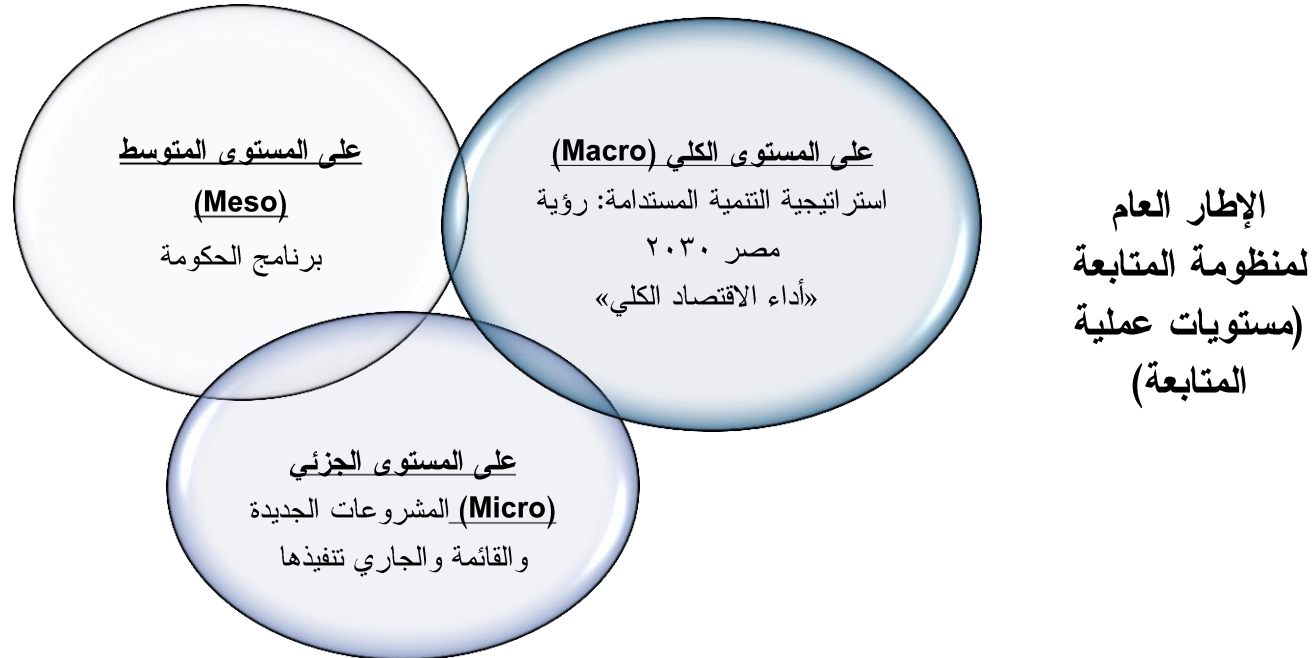 الإطار العام
لمنظومة المتابعة
(مستويات عملية
المتابعة)
على المستوى الكلي (Macro)
استراتيجية التنمية المستدامة: رؤية
مصر ٢٠٣٠
«أداء الاقتصاد الكلي»
على المستوى المتوسط
(Meso)
برنامج الحكومة
على المستوى الجزئي
(Micro) المشروعات الجديدة
والقائمة والجاري تنفيذها